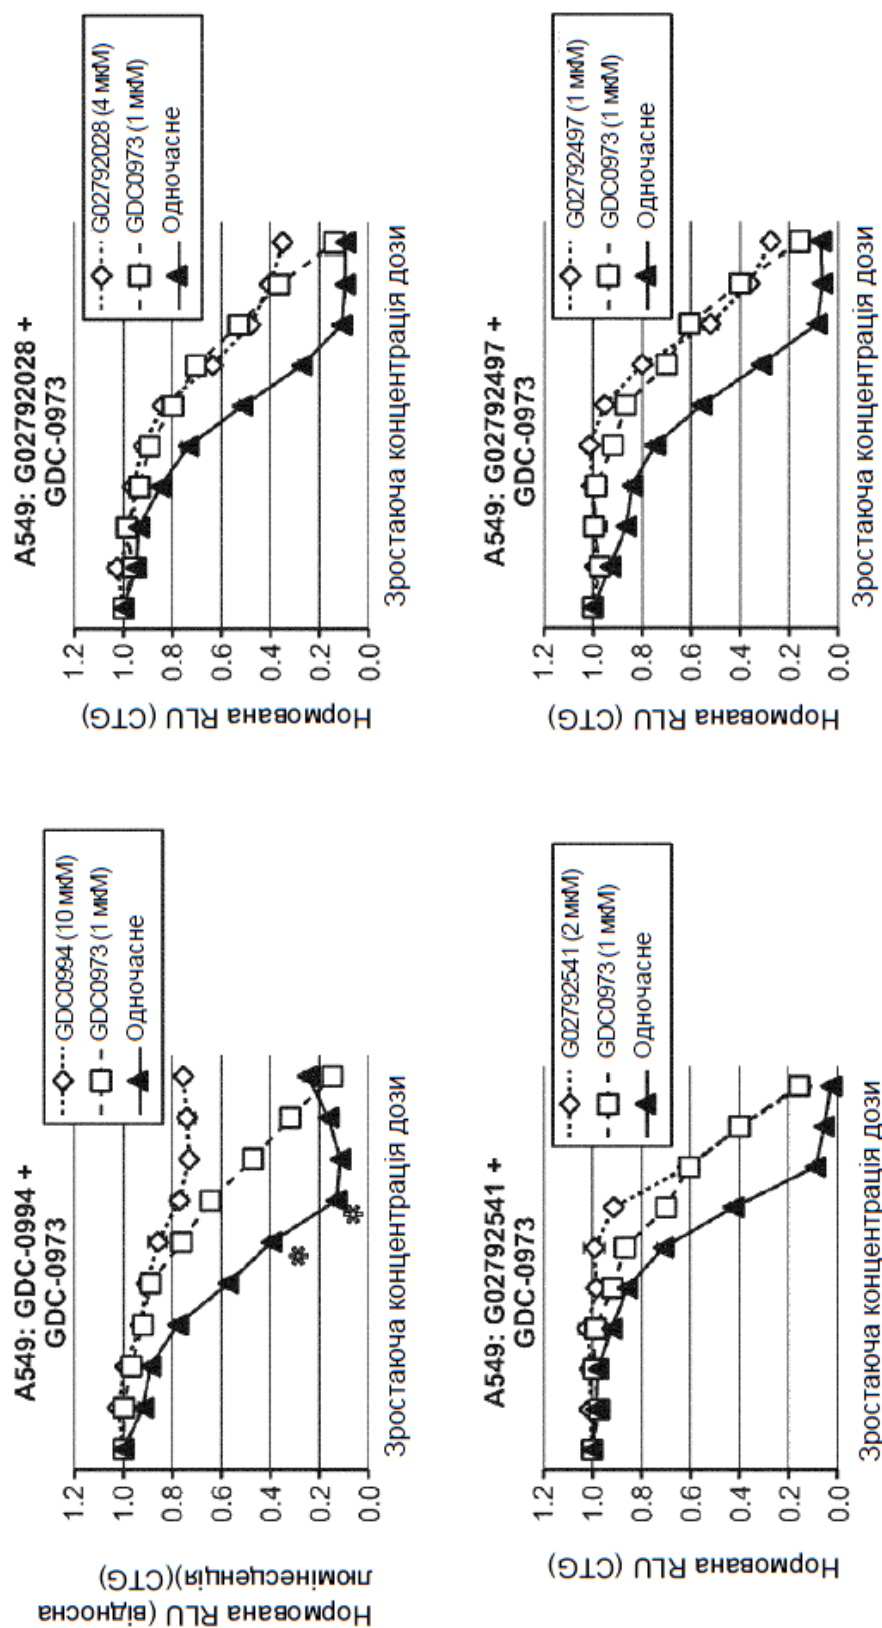 A549: GDC-0994 +
GDC-0973
GDC0994 (10 мкМ)
GDC0973 (1 мкМ)
Одночасне
Нормована RLU (відносна
люмінесценція)(CTG)
1.2
1.0
0.8
0.6
0.4
0.2
0.0
*
*
Зростаюча концентрація дози
A549: G02792028 +
GDC-0973
G02792028 (4 мкМ)
GDC0973 (1 мкМ)
Одночасне
Нормована RLU (CTG)
1.2
1.0
0.8
0.6
0.4
0.2
0.0
Зростаюча концентрація дози
A549: G02792541 +
GDC-0973
G02792541 (2 мкМ)
GDC0973 (1 мкМ)
Одночасне
Нормована RLU (CTG)
1.2
1.0
0.8
0.6
0.4
0.2
0.0
Зростаюча концентрація дози
A549: G02792497 +
GDC-0973
G02792497 (1 мкМ)
GDC0973 (1 мкМ)
Одночасне
Нормована RLU (CTG)
1.2
1.0
0.8
0.6
0.4
0.2
0.0
Зростаюча концентрація дози